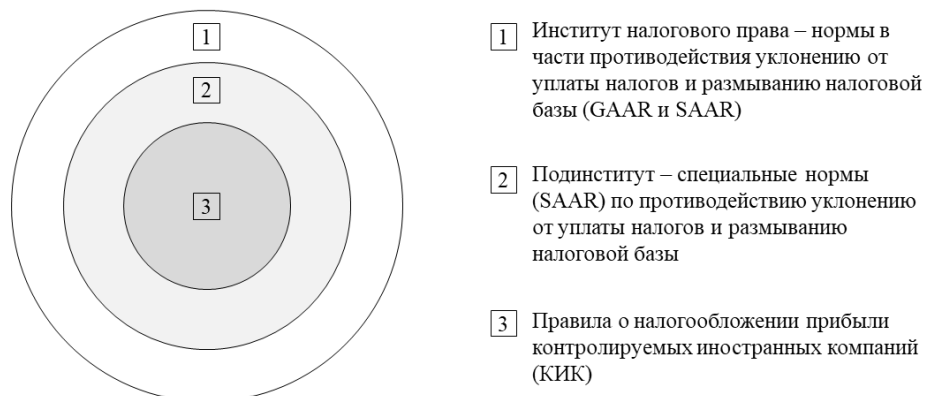 1
2
3
1 Институт налогового права – нормы в
части противодействия уклонению от
уплаты налогов и размыванию налоговой
базы (GAAR и SAAR)
2 Подинститут – специальные нормы
(SAAR) по противодействию уклонению
от уплаты налогов и размыванию
налоговой базы
3 Правила о налогообложении прибыли
контролируемых иностранных компаний
(КИК)